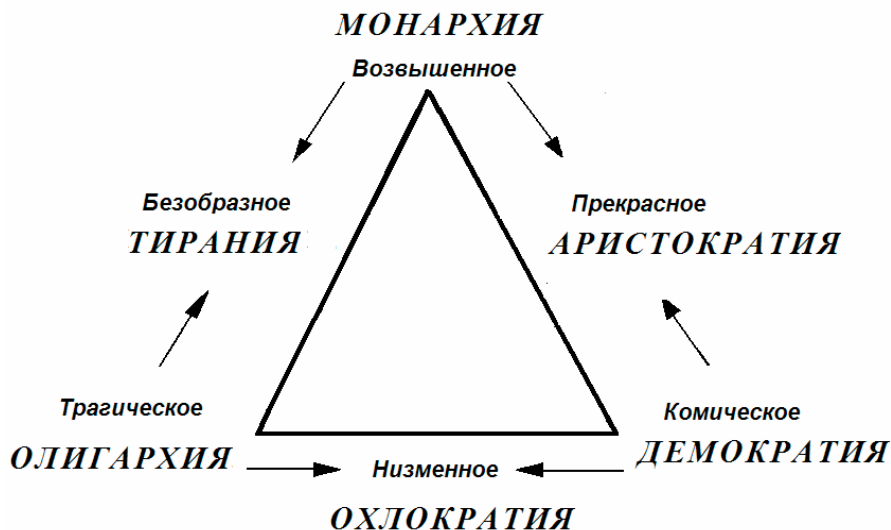 МОНАРХИЯ
Возвышенное
Безобразное
ТИРАНИЯ
Прекрасное
АРИСТОКРАТИЯ
Трагическое
ОЛИГАРХИЯ
Низменное
ОХЛОКРАТИЯ
Комическое
ДЕМОКРАТИЯ